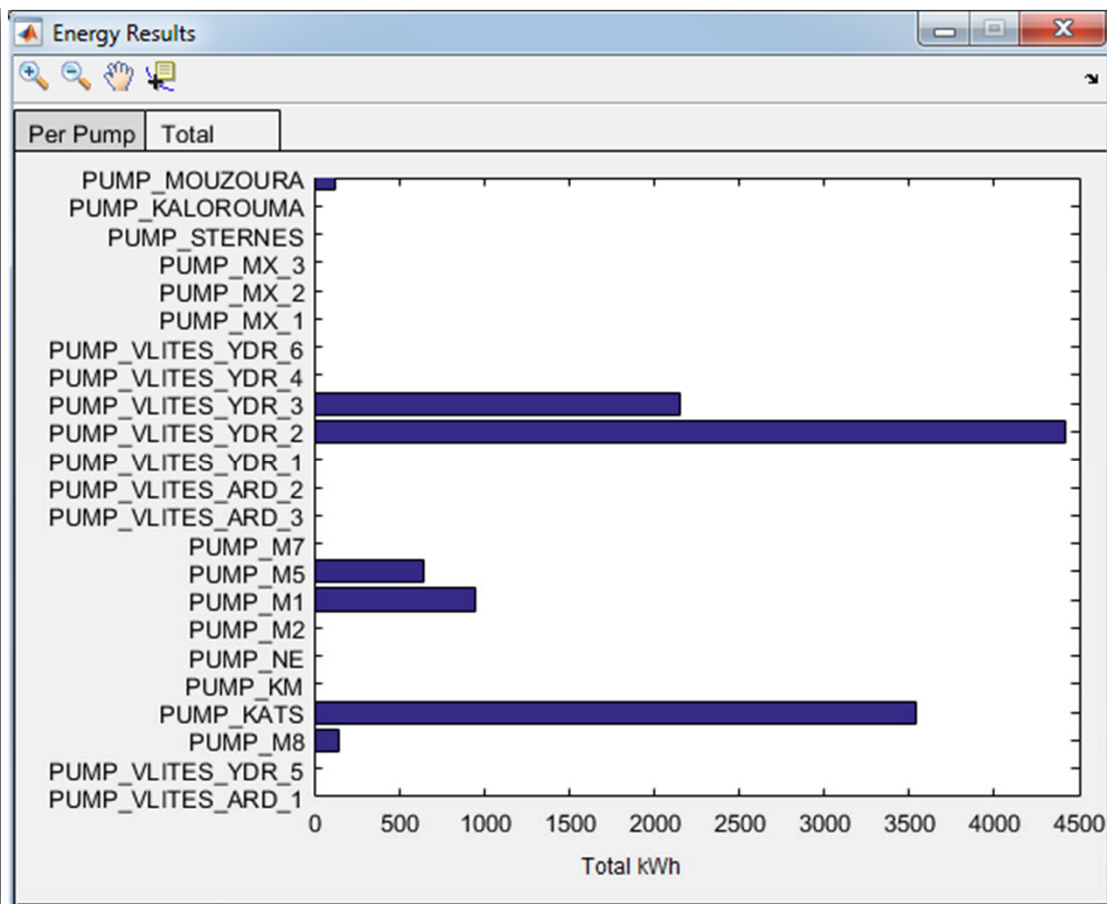 Energy Results
Per Pump Total
PUMP_MOUZOURA
PUMP_KALOROUMA
PUMP_STERNES
PUMP_MX_3
PUMP_MX_2
PUMP_MX_1
PUMP_VLITES_YDR_6
PUMP_VLITES_YDR_4
PUMP_VLITES_YDR_3
PUMP_VLITES_YDR_2
PUMP_VLITES_YDR_1
PUMP_VLITES_ARD_2
PUMP_VLITES_ARD_3
PUMP_M7
PUMP_M5
PUMP_M1
PUMP_M2
PUMP_NE
PUMP_KM
PUMP_KATS
PUMP_M8
PUMP_VLITES_YDR_5
PUMP_VLITES_ARD_1
0 500 1000 1500 2000 2500 3000 3500 4000 4500
Total kWh